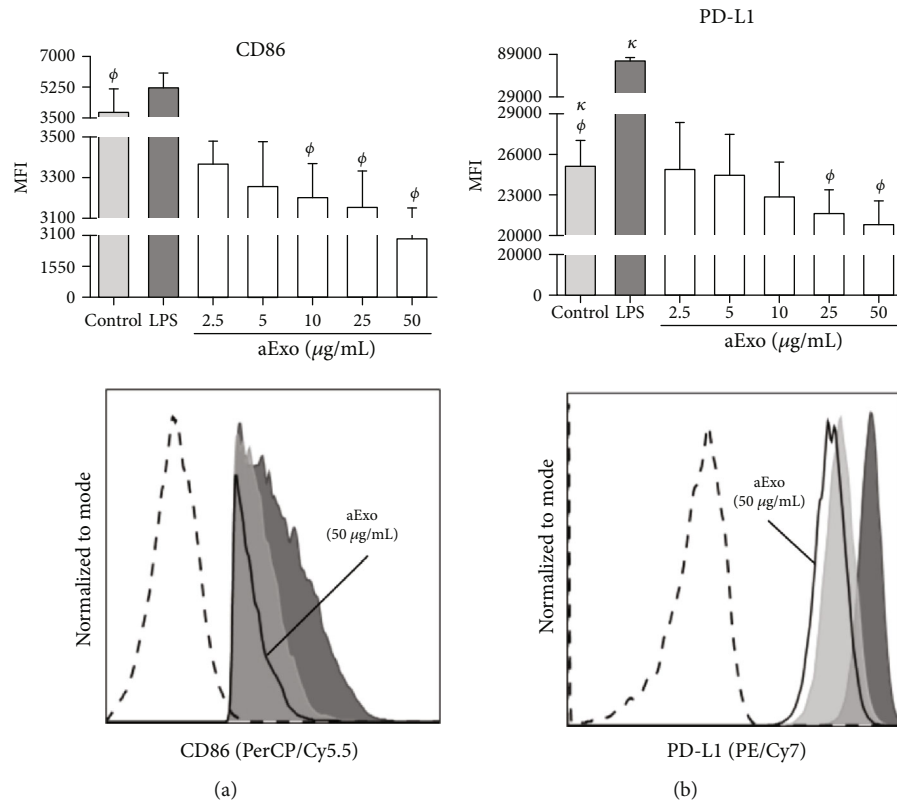 CD86
7000
5250
3500
3500
3300
3100
3100
1550
0
MFI
ϕ
ϕ
ϕ
ϕ
Control LPS 2.5 5 10 25 50
aExo (μg/mL)
PD-L1
89000
29000
29000
26000
23000
20000
20000
0
MFI
κ
κ
ϕ
ϕ
ϕ
Control LPS 2.5 5 10 25 50
aExo (μg/mL)
Normalized to mode
aExo
(50 μg/mL)
CD86 (PerCP/Cy5.5)
(a)
Normalized to mode
aExo
(50 μg/mL)
PD-L1 (PE/Cy7)
(b)